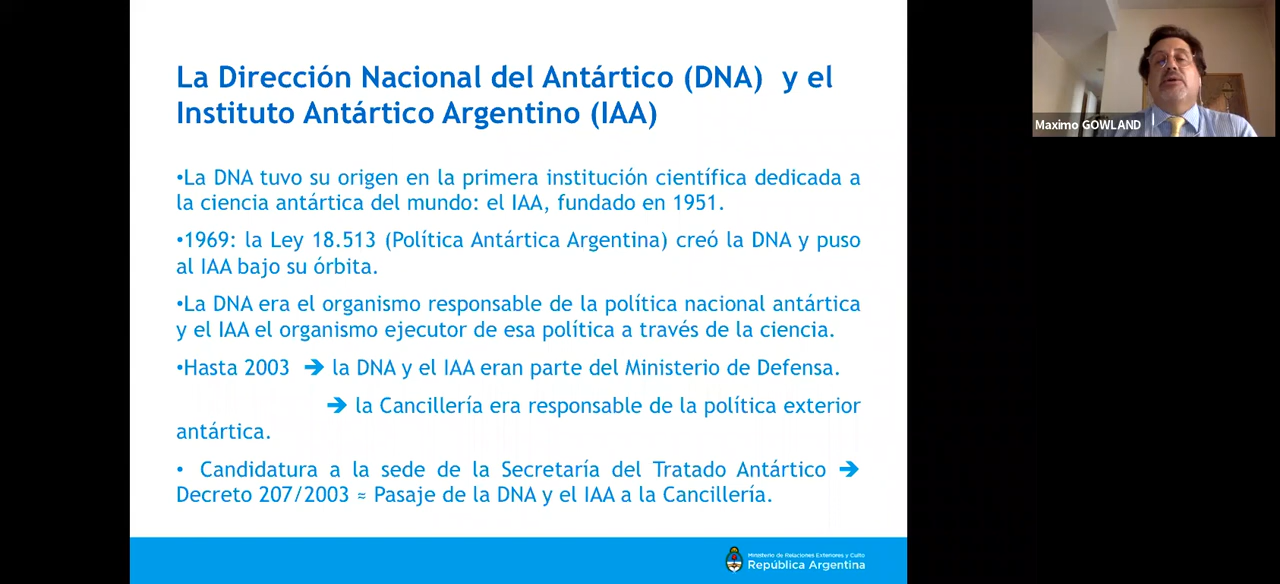 La Dirección Nacional del Antártico (DNA) y el
Instituto Antártico Argentino (IAA)
•La DNA tuvo su origen en la primera institución científica dedicada a
la ciencia antártica del mundo: el IAA, fundado en 1951.
•1969: la Ley 18.513 (Política Antártica Argentina) creó la DNA y puso
al IAA bajo su órbita.
•La DNA era el organismo responsable de la política nacional antártica
y el IAA el organismo ejecutor de esa política a través de la ciencia.
•Hasta 2003 ➔ la DNA y el IAA eran parte del Ministerio de Defensa.
➔ la Cancillería era responsable de la política exterior
antártica.
• Candidatura a la sede de la Secretaría del Tratado Antártico ➔
Decreto 207/2003 ≈ Pasaje de la DNA y el IAA a la Cancillería.
Ministerio de Relaciones Exteriores y Culto
República Argentina
Maximo GOWLAND